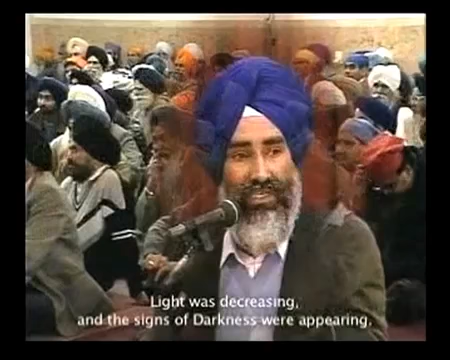 Light was decreasing,
and the signs of Darkness were appearing.